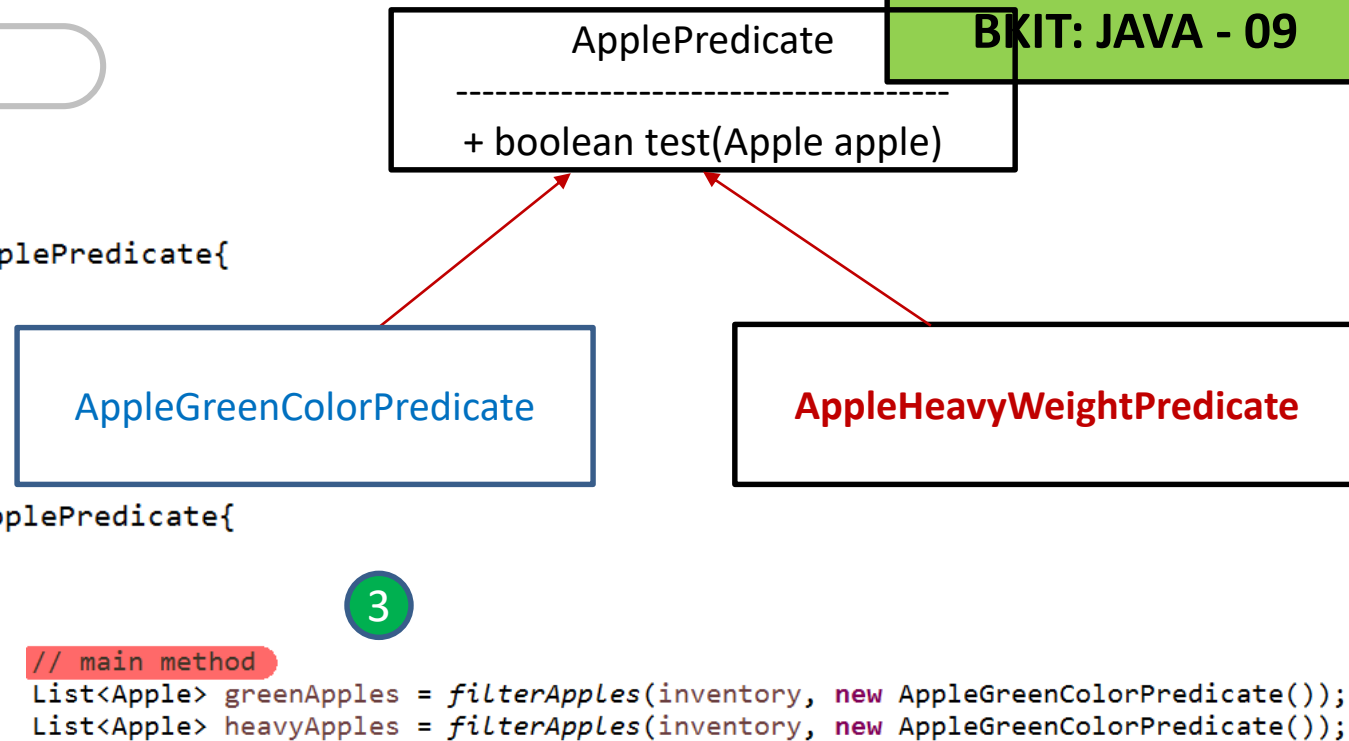 BKIT: JAVA - 09
ApplePredicate
--------------------------------------
+ boolean test(Apple apple)
plePredicate{
AppleGreenColorPredicate
AppleHeavyWeightPredicate
pplePredicate{
3
// main method
List<Apple> greenApples = filterApples(inventory, new AppleGreenColorPredicate());
List<Apple> heavyApples = filterApples(inventory, new AppleGreenColorPredicate());